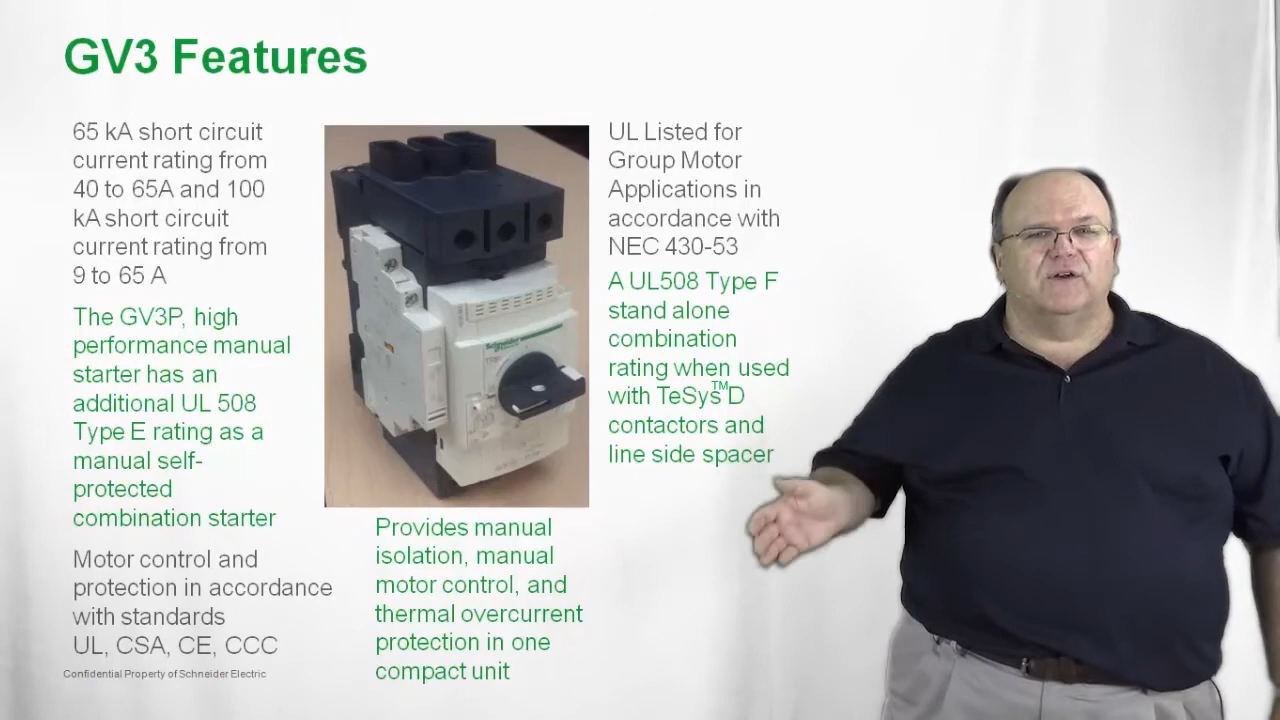 GV3 Features
65 kA short circuit
current rating from
40 to 65A and 100
kA short circuit
current rating from
9 to 65 A
The GV3P, high
performance manual
starter has an
additional UL 508
Type E rating as a
manual self-
protected
combination starter
Motor control and
protection in accordance
with standards
UL, CSA, CE, CCC
Confidential Property of Schneider Electric
Schneider
Provides manual
isolation, manual
motor control, and
thermal overcurrent
protection in one
compact unit
UL Listed for
Group Motor
Applications in
accordance with
NEC 430-53
A UL508 Type F
stand alone
combination
rating when used
with TeSys™D
contactors and
line side spacer